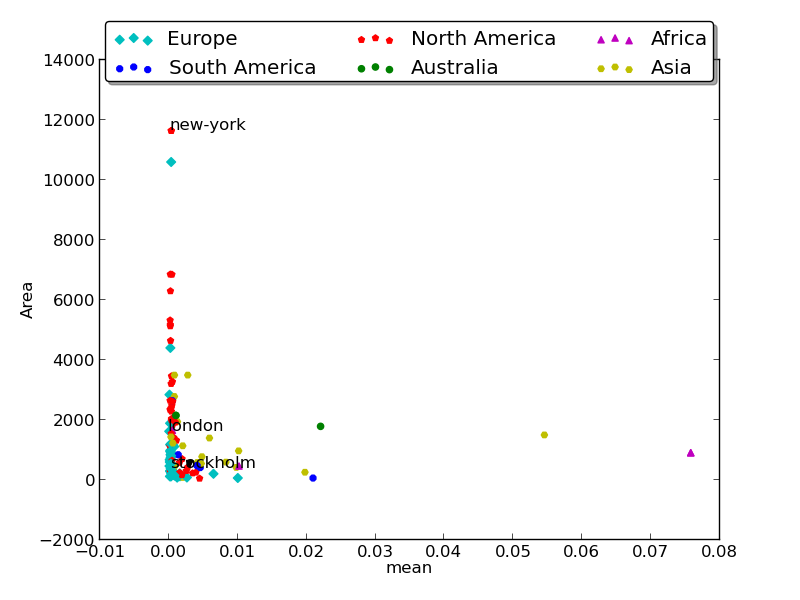 Europe North America Africa
South America Australia Asia
14000
12000
10000
8000
6000
4000
2000
0
−2000
Area
new-york
london
stockholm
−0.01 0.00 0.01 0.02 0.03 0.04 0.05 0.06 0.07 0.08
mean